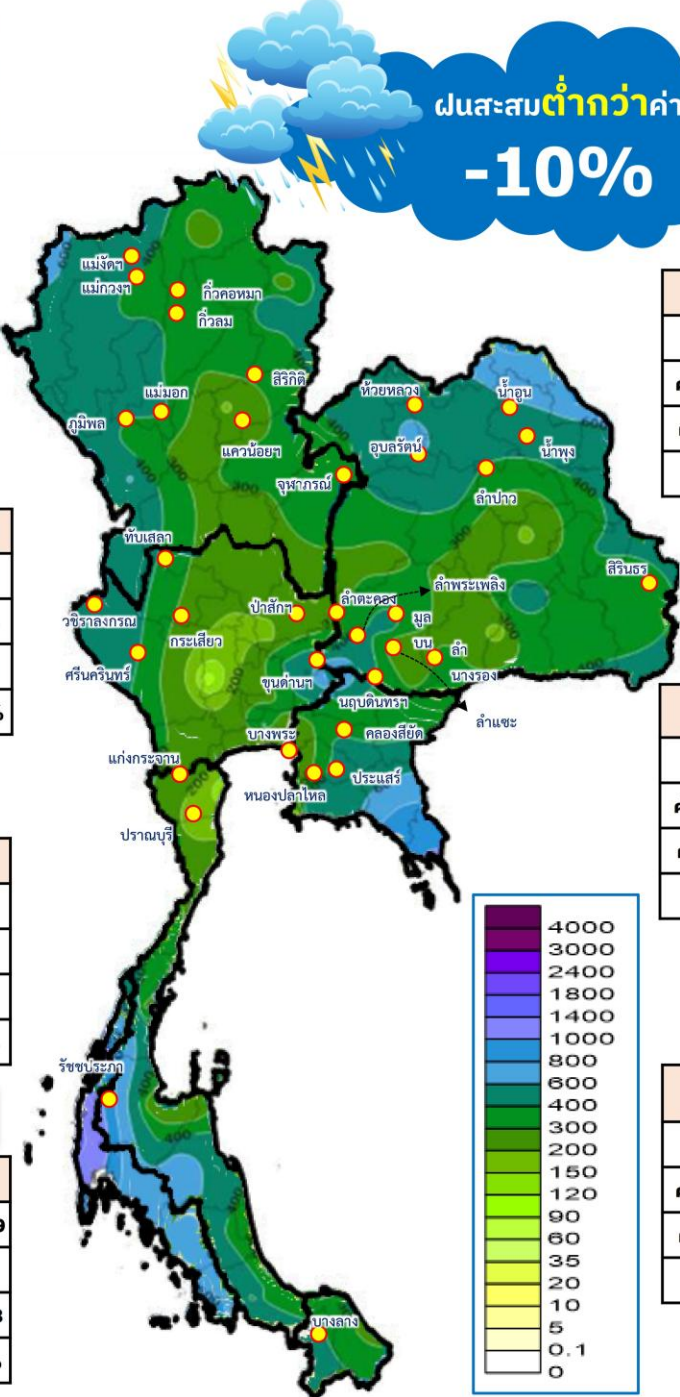 ฝนสะสมต่ำกว่าค่า
-10%
แม่งัดฯ
แม่กวงฯ
กิ่วคอหมา
กิ่วลม
สิริกิติ์
แม่มอก
ภูมิพล
แควน้อยฯ
ห้วยหลวง
น้ำอูน
อุบลรัตน์
น้ำพุง
จุฬาภรณ์
ลำปาว
ทับเสลา
สิรินธร
ลำพระเพลิง
วชิราลงกรณ
กระเสียว
ป่าสักฯ
ลำตะคอง
มูล
บน
ลำ
นางรอง
ศรีนครินทร์
ขุนด่านฯ
นฤบดินทรฯ
ลำแซะ
บางพระ
คลองสียัด
แก่งกระจาน
หนองปลาไหล
ประแสร์
ปราณบุรี
รัชชประภา
บางลาง
4000
3000
2400
1800
1400
1000
800
600
400
300
200
150
120
90
60
35
20
10
5
0.1
0